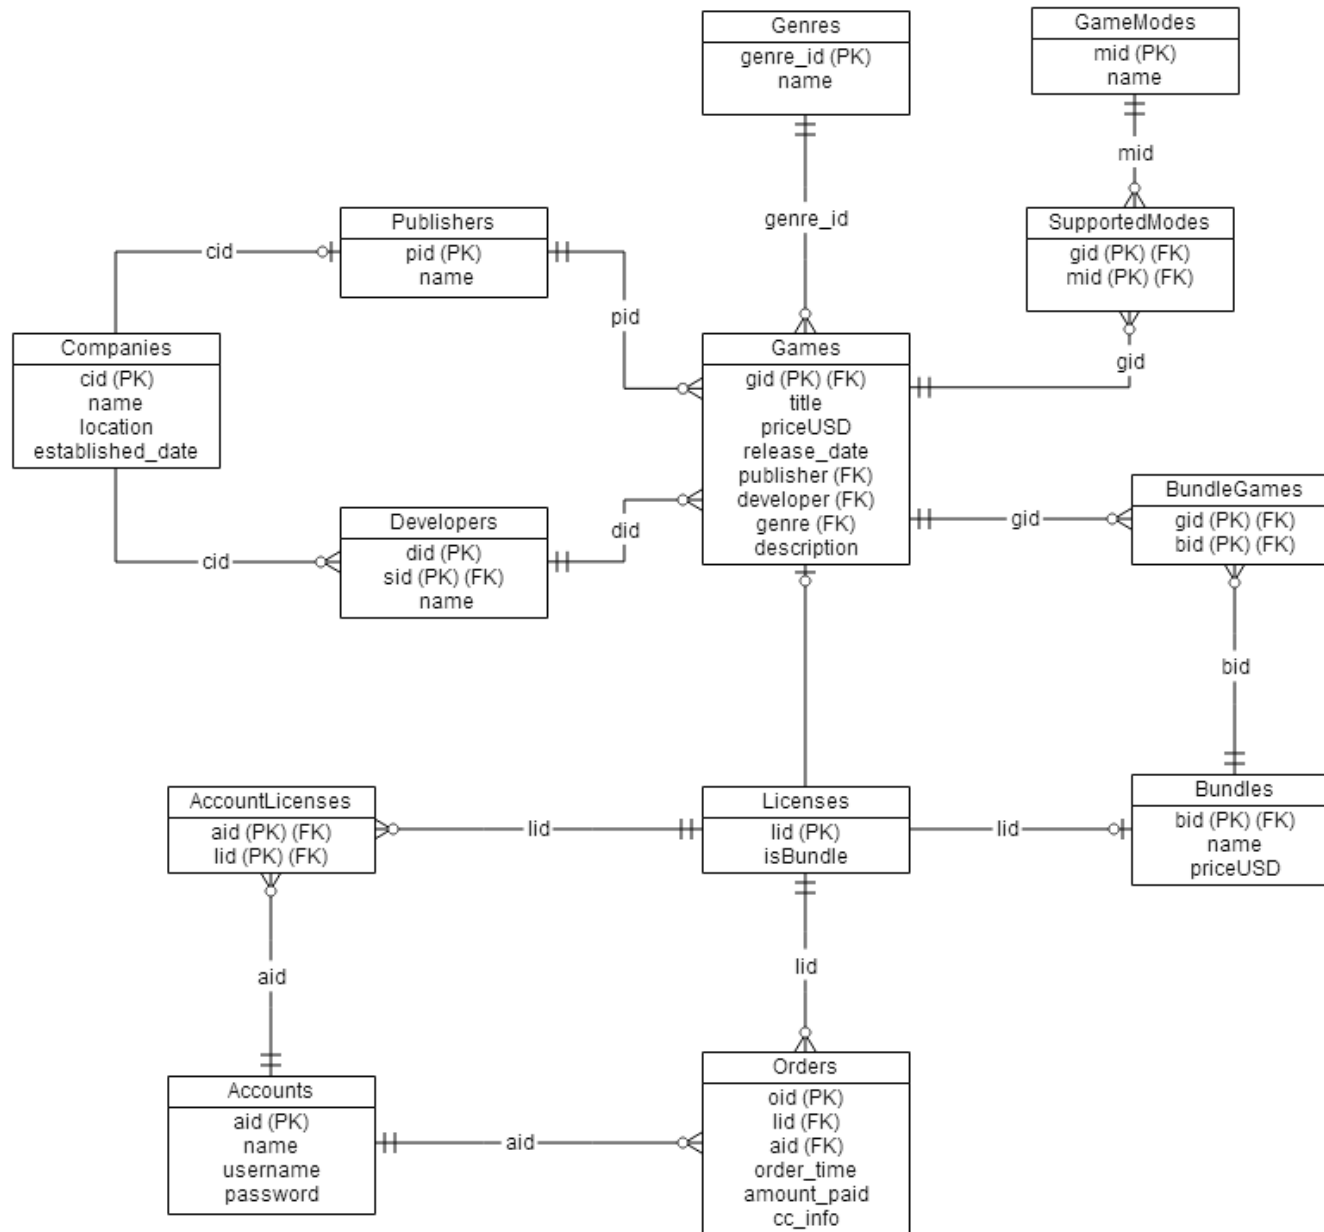 Genres
genre_id (PK)
name
GameModes
mid (PK)
name
mid
genre_id
Publishers
pid (PK)
name
cid
SupportedModes
gid (PK) (FK)
mid (PK) (FK)
pid
gid
Companies
cid (PK)
name
location
established_date
Games
gid (PK) (FK)
title
priceUSD
release_date
publisher (FK)
developer (FK)
genre (FK)
description
BundleGames
gid (PK) (FK)
bid (PK) (FK)
gid
Developers
did (PK)
sid (PK) (FK)
name
did
cid
bid
AccountLicenses
aid (PK) (FK)
lid (PK) (FK)
lid
Licenses
lid (PK)
isBundle
lid
Bundles
bid (PK) (FK)
name
priceUSD
aid
lid
Accounts
aid (PK)
name
username
password
aid
Orders
oid (PK)
lid (FK)
aid (FK)
order_time
amount_paid
cc_info